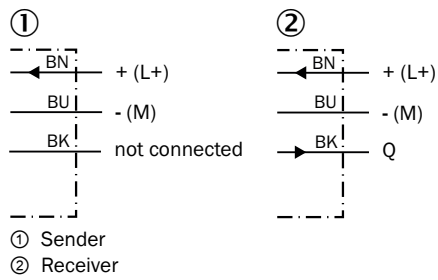 ① ②
BN + (L+) BN + (L+)
BU - (M) BU - (M)
BK not connected BK Q
① Sender
② Receiver